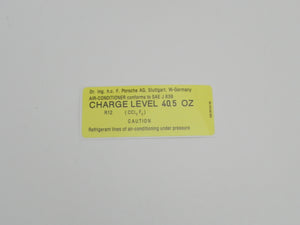 Dr. Ing. h.c. F. Porsche AG, Stuttgart, W-Germany
AIR-CONDITIONER conforms to SAE J 639
CHARGE LEVEL 40.5 OZ
R12 (CCl₂F₂)
CAUTION
Refrigerant lines of air-conditioning under pressure